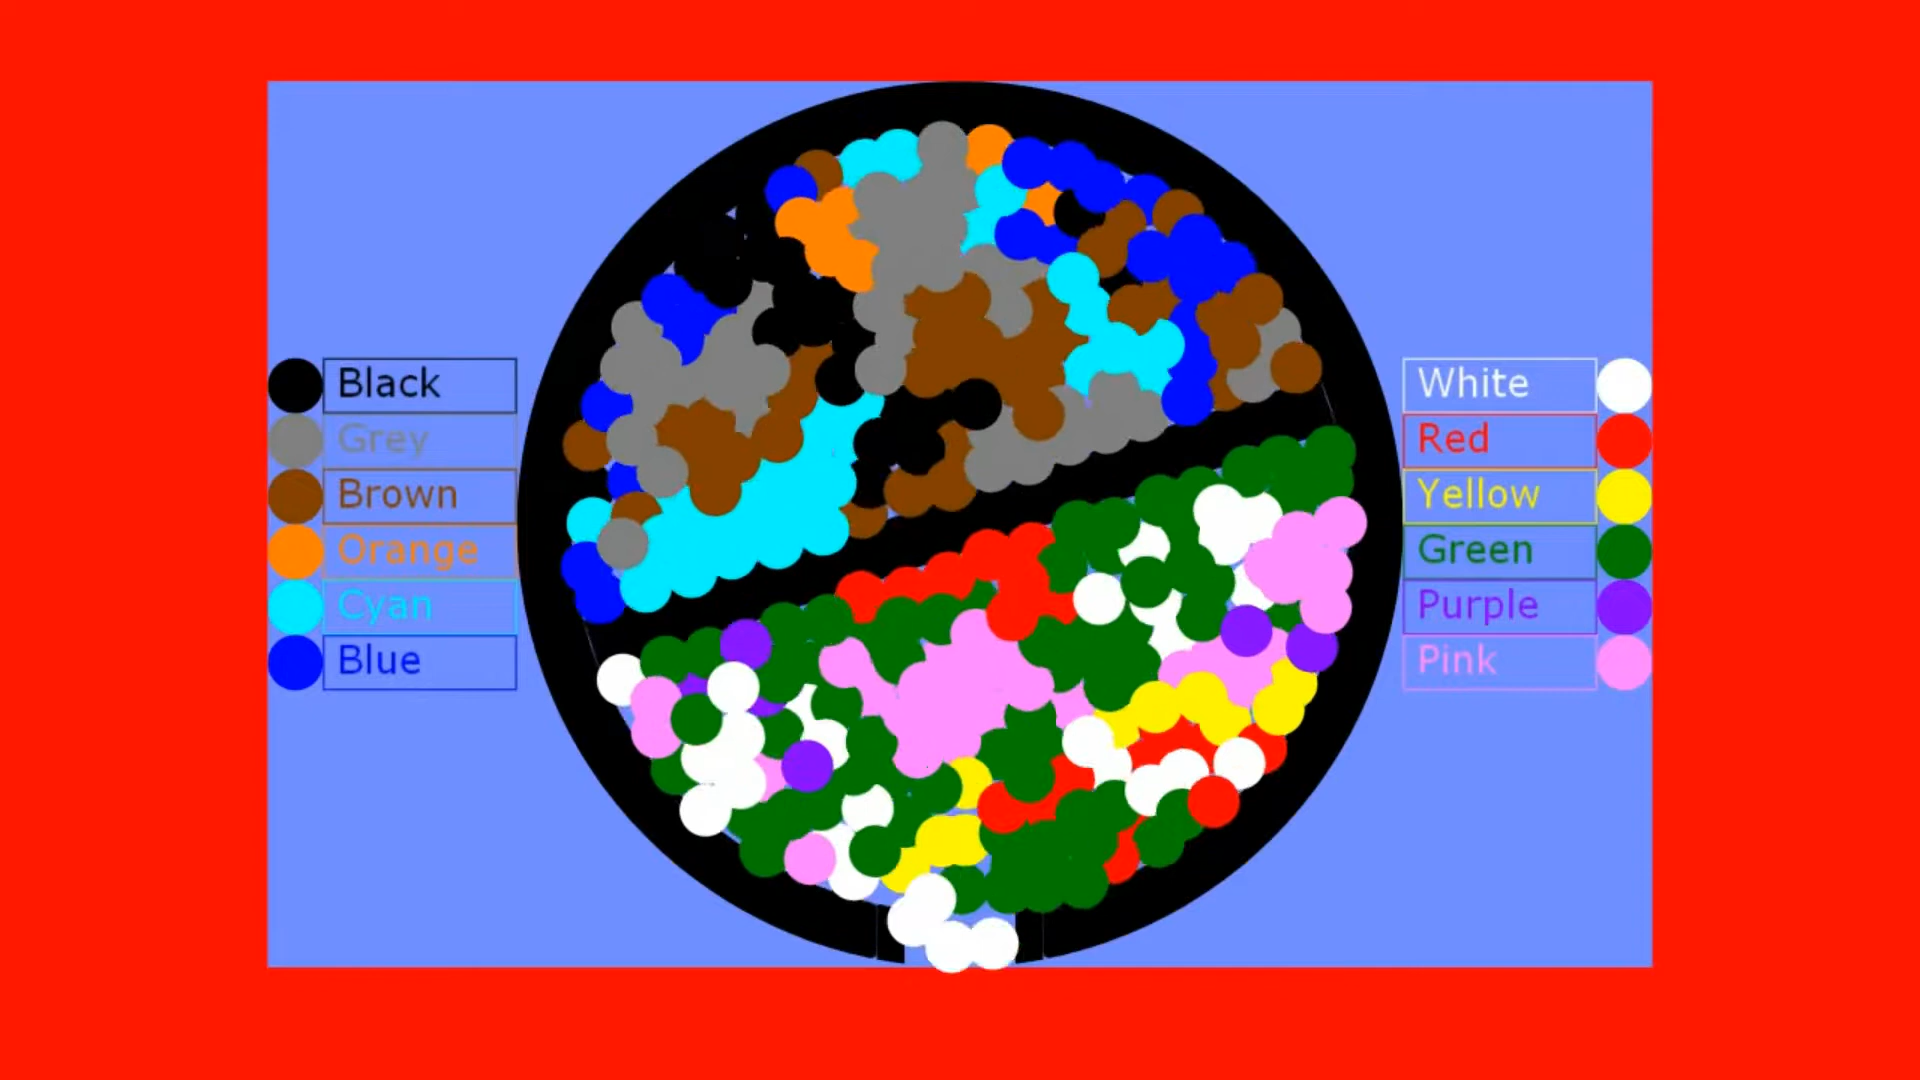 Black
Grey
Brown
Orange
Cyan
Blue
White
Red
Yellow
Green
Purple
Pink